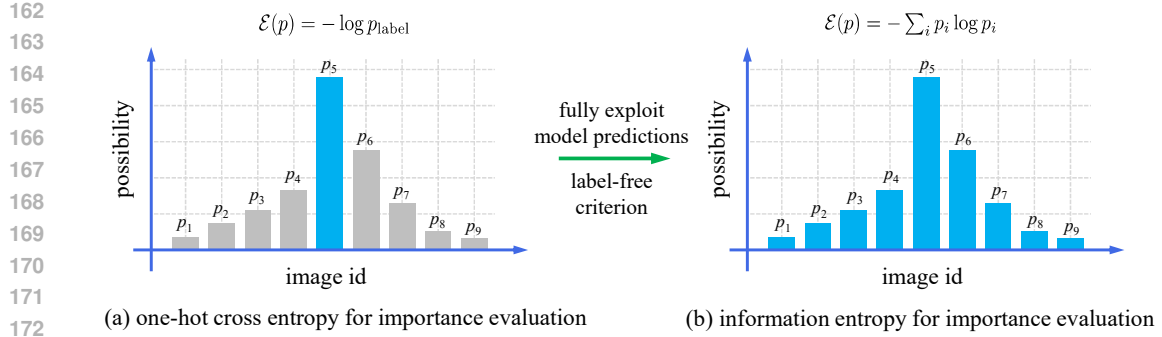 162
163
164
165
166
167
168
169
170
171
172
ℰ(p) = − log p_label
possibility
p₁
p₂
p₃
p₄
p₅
p₆
p₇
p₈
p₉
image id
(a) one-hot cross entropy for importance evaluation
fully exploit
model predictions
label-free
criterion
ℰ(p) = − ∑ᵢ pᵢ log pᵢ
possibility
p₁
p₂
p₃
p₄
p₅
p₆
p₇
p₈
p₉
image id
(b) information entropy for importance evaluation